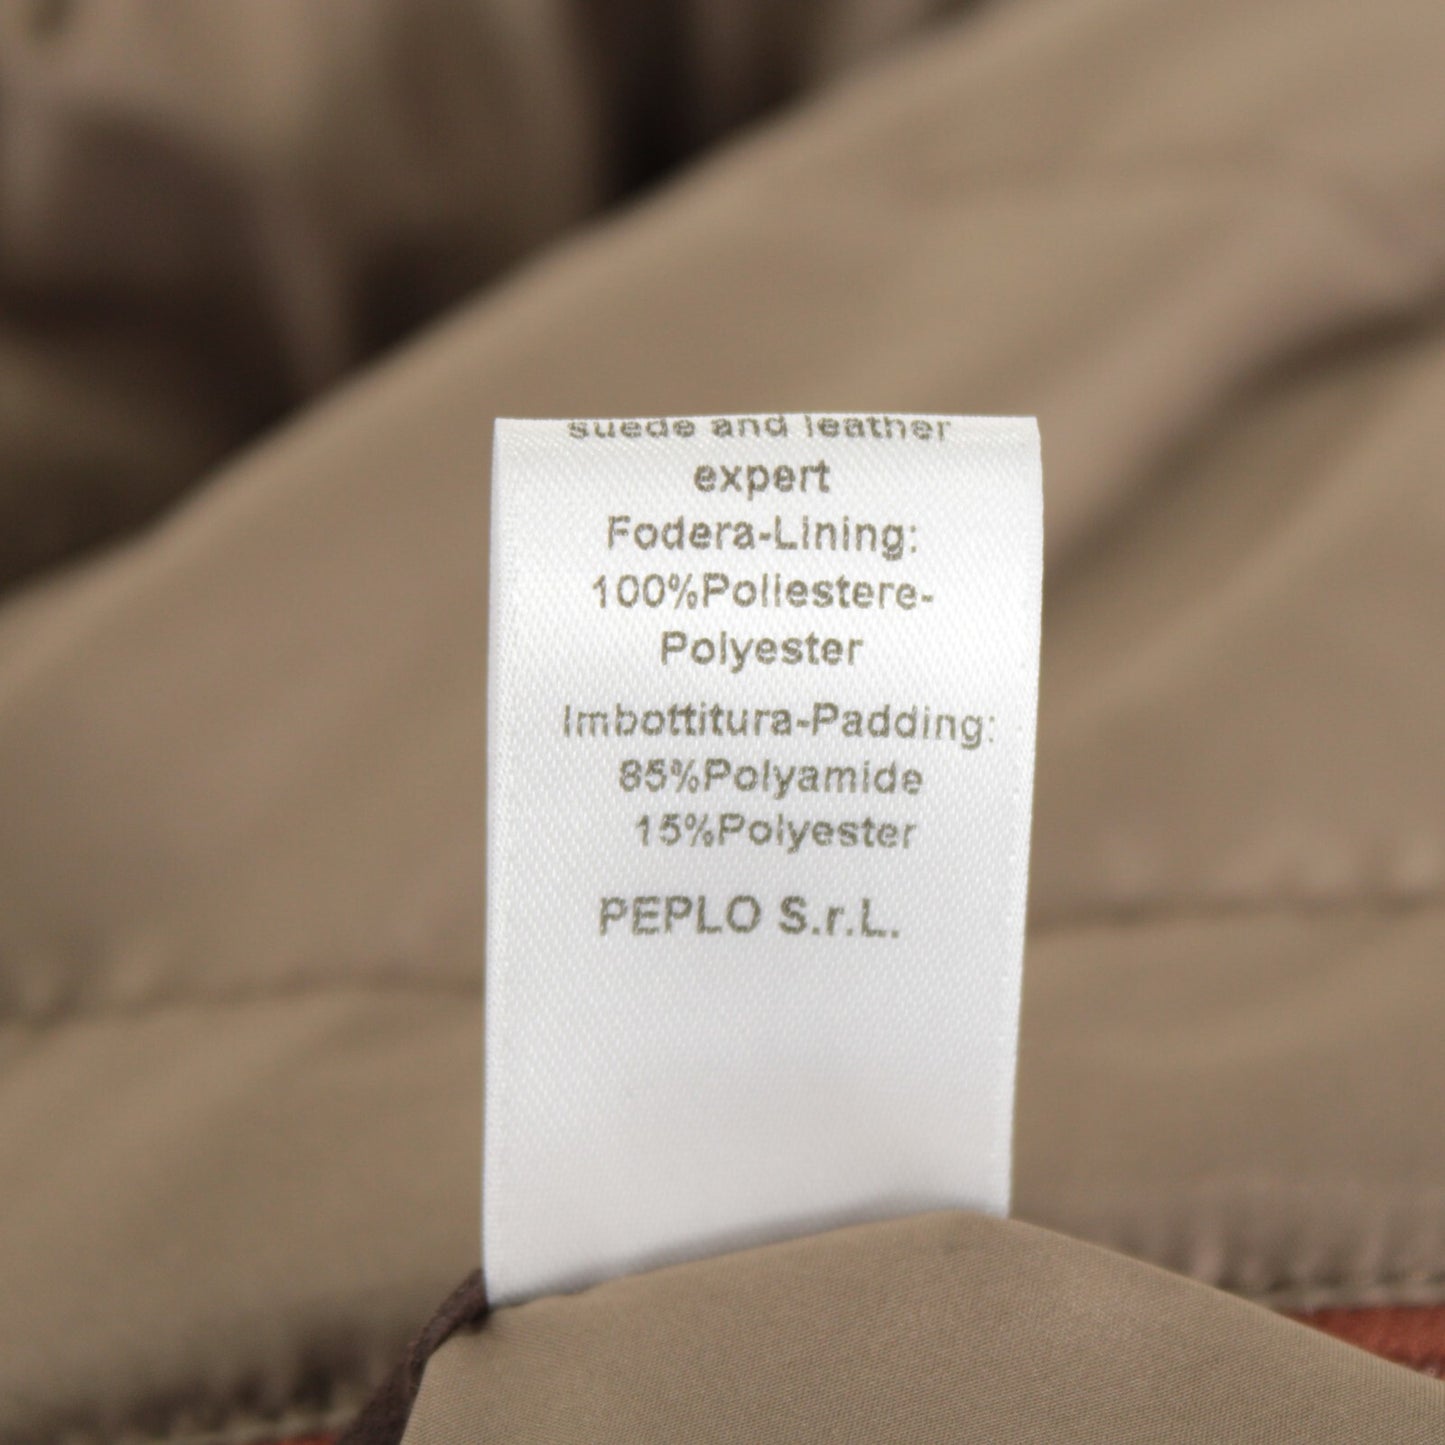 suede and leather
expert
Fodera-Lining:
100%Poliestere-
Polyester
Imbottitura-Padding:
85%Polyamide
15%Polyester
PEPLO S.r.L.